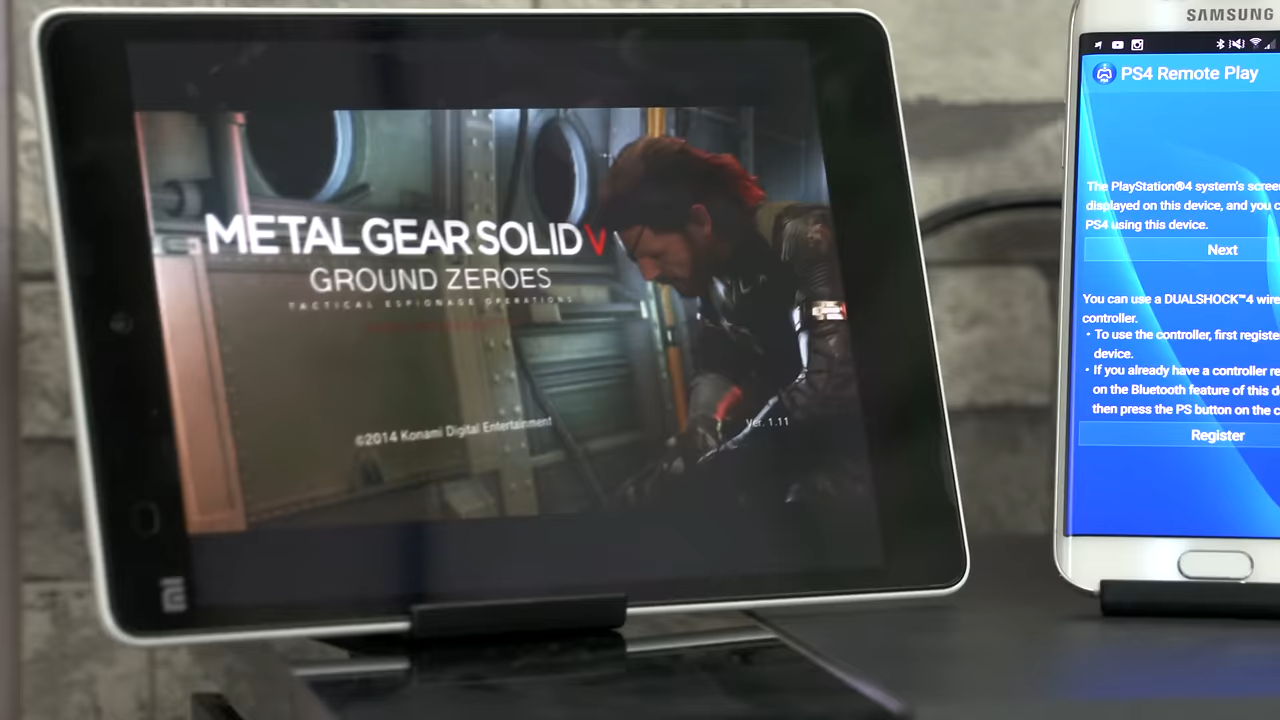 METAL GEAR SOLID V
GROUND ZEROES
TACTICAL ESPIONAGE OPERATIONS
©2014 Konami Digital Entertainment
Ver. 1.11
mi
SAMSUNG
PS4 Remote Play
The PlayStation®4 system's scree
displayed on this device, and you c
PS4 using this device.
Next
You can use a DUALSHOCK™4 wire
controller.
• To use the controller, first registe
device.
• If you already have a controller re
on the Bluetooth feature of this d
then press the PS button on the c
Register